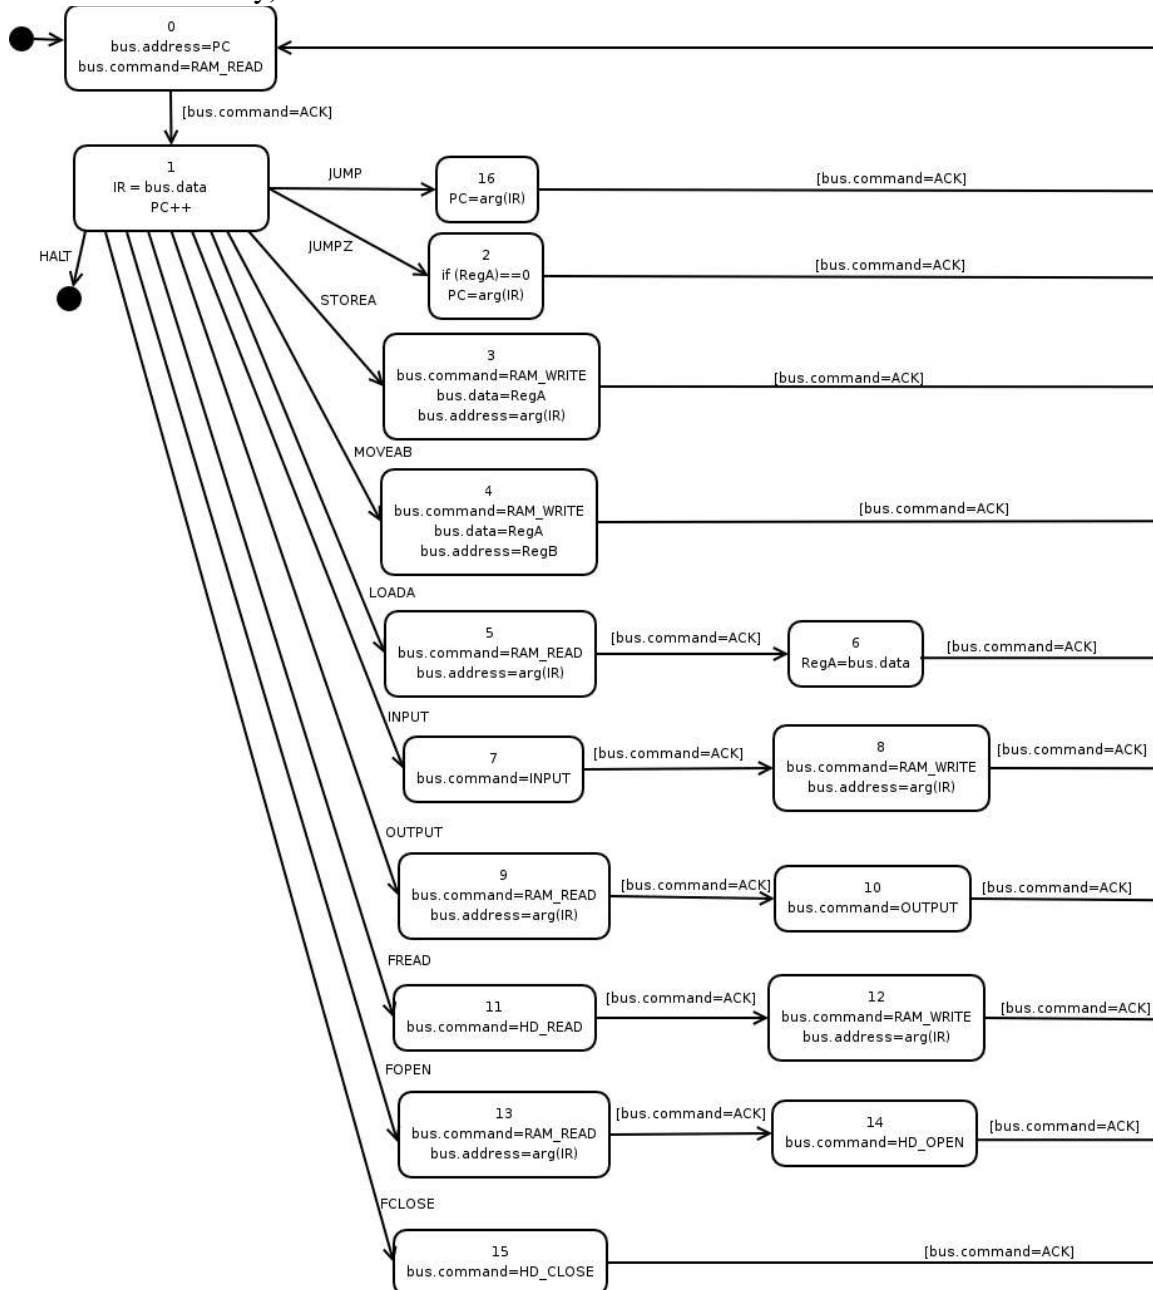 0
bus.address=PC
bus.command=RAM_READ
[bus.command=ACK]
1
IR = bus.data
PC++
JUMP
16
PC=arg(IR)
[bus.command=ACK]
HALT
JUMPZ
2
if (RegA)==0
PC=arg(IR)
[bus.command=ACK]
STOREA
3
bus.command=RAM_WRITE
bus.data=RegA
bus.address=arg(IR)
[bus.command=ACK]
MOVEAB
4
bus.command=RAM_WRITE
bus.data=RegA
bus.address=RegB
[bus.command=ACK]
LOADA
5
bus.command=RAM_READ
bus.address=arg(IR)
[bus.command=ACK]
6
RegA=bus.data
[bus.command=ACK]
INPUT
7
bus.command=INPUT
[bus.command=ACK]
8
bus.command=RAM_WRITE
bus.address=arg(IR)
[bus.command=ACK]
OUTPUT
9
bus.command=RAM_READ
bus.address=arg(IR)
[bus.command=ACK]
10
bus.command=OUTPUT
[bus.command=ACK]
FREAD
11
bus.command=HD_READ
[bus.command=ACK]
12
bus.command=RAM_WRITE
bus.address=arg(IR)
[bus.command=ACK]
FOPEN
13
bus.command=RAM_READ
bus.address=arg(IR)
[bus.command=ACK]
14
bus.command=HD_OPEN
[bus.command=ACK]
FCLOSE
15
bus.command=HD_CLOSE
[bus.command=ACK]